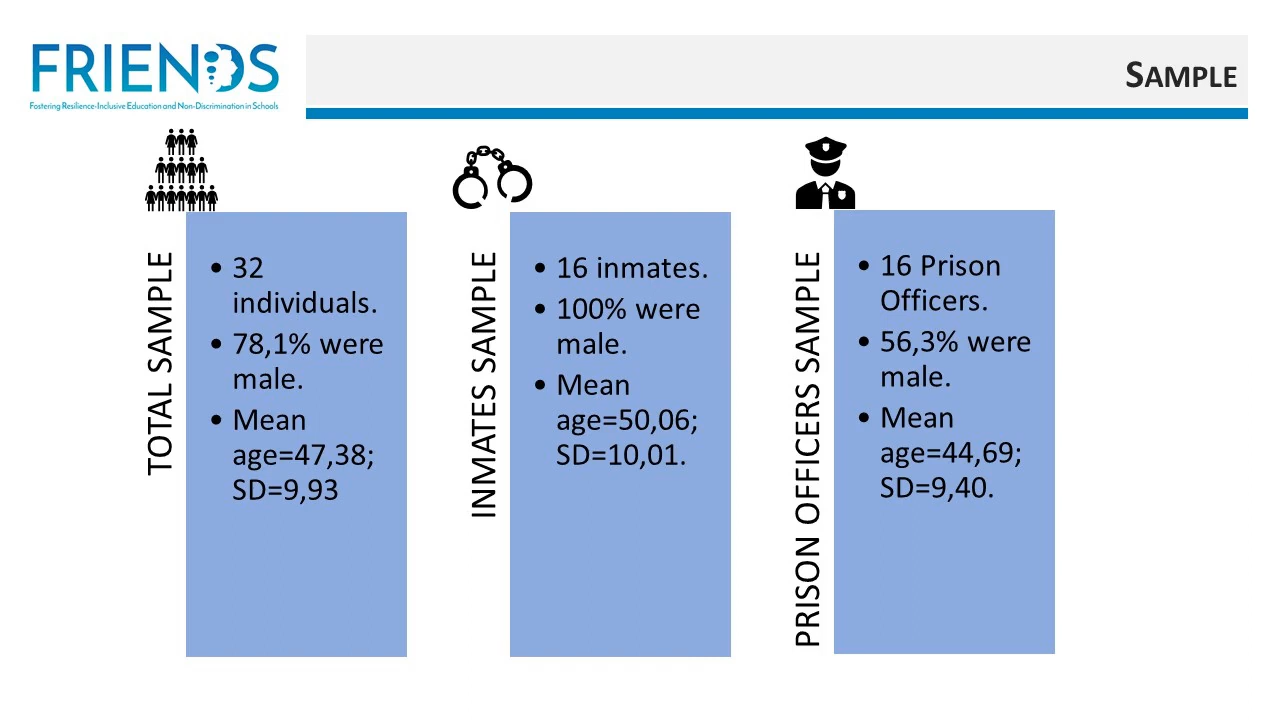 FRIENDS
Fostering Resilience-Inclusive Education and Non-Discrimination in Schools
SAMPLE
TOTAL SAMPLE
• 32
individuals.
• 78,1% were
male.
• Mean
age=47,38;
SD=9,93
INMATES SAMPLE
• 16 inmates.
• 100% were
male.
• Mean
age=50,06;
SD=10,01.
PRISON OFFICERS SAMPLE
• 16 Prison
Officers.
• 56,3% were
male.
• Mean
age=44,69;
SD=9,40.